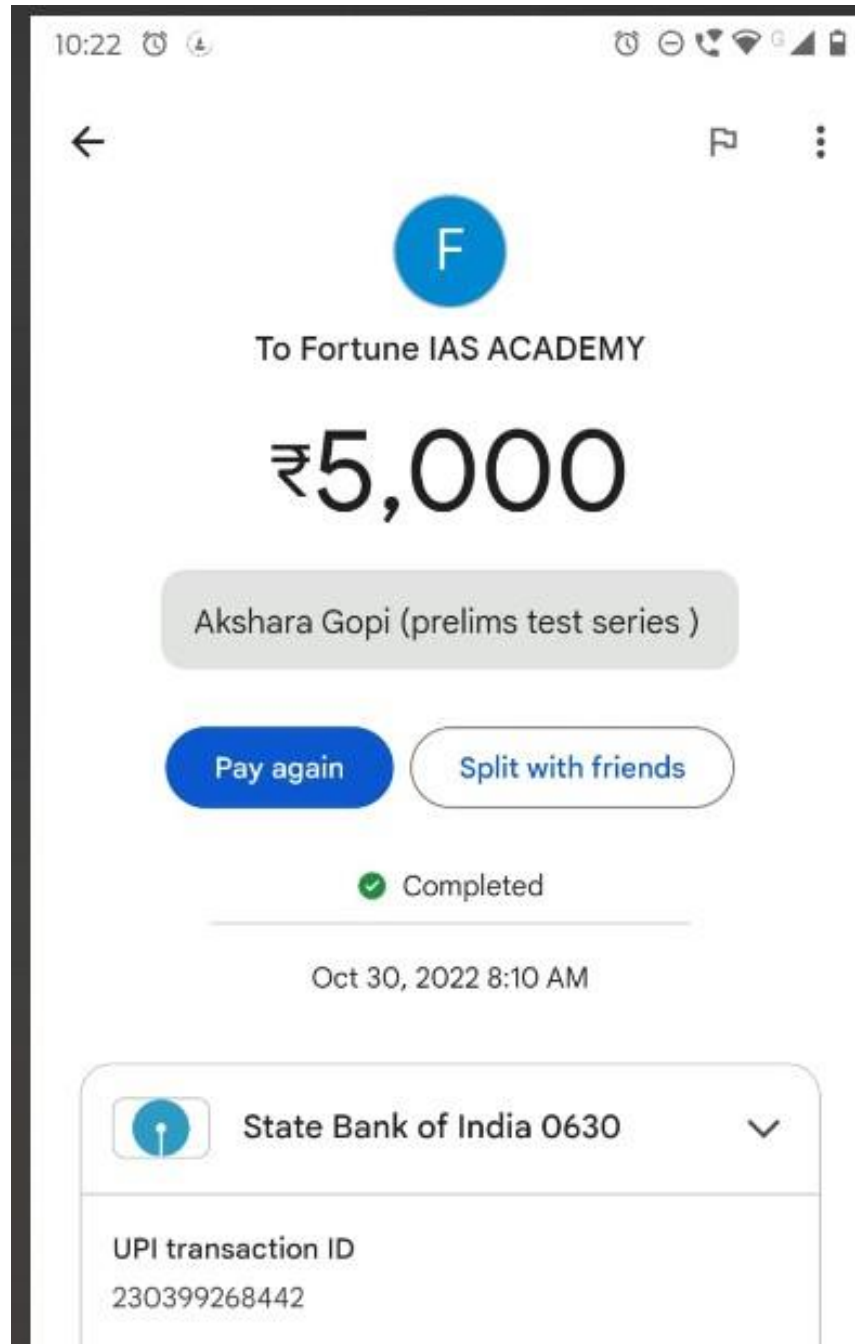 10:22
G
F
To Fortune IAS ACADEMY
₹5,000
Akshara Gopi (prelims test series )
Pay again
Split with friends
Completed
Oct 30, 2022 8:10 AM
State Bank of India 0630
UPI transaction ID
230399268442